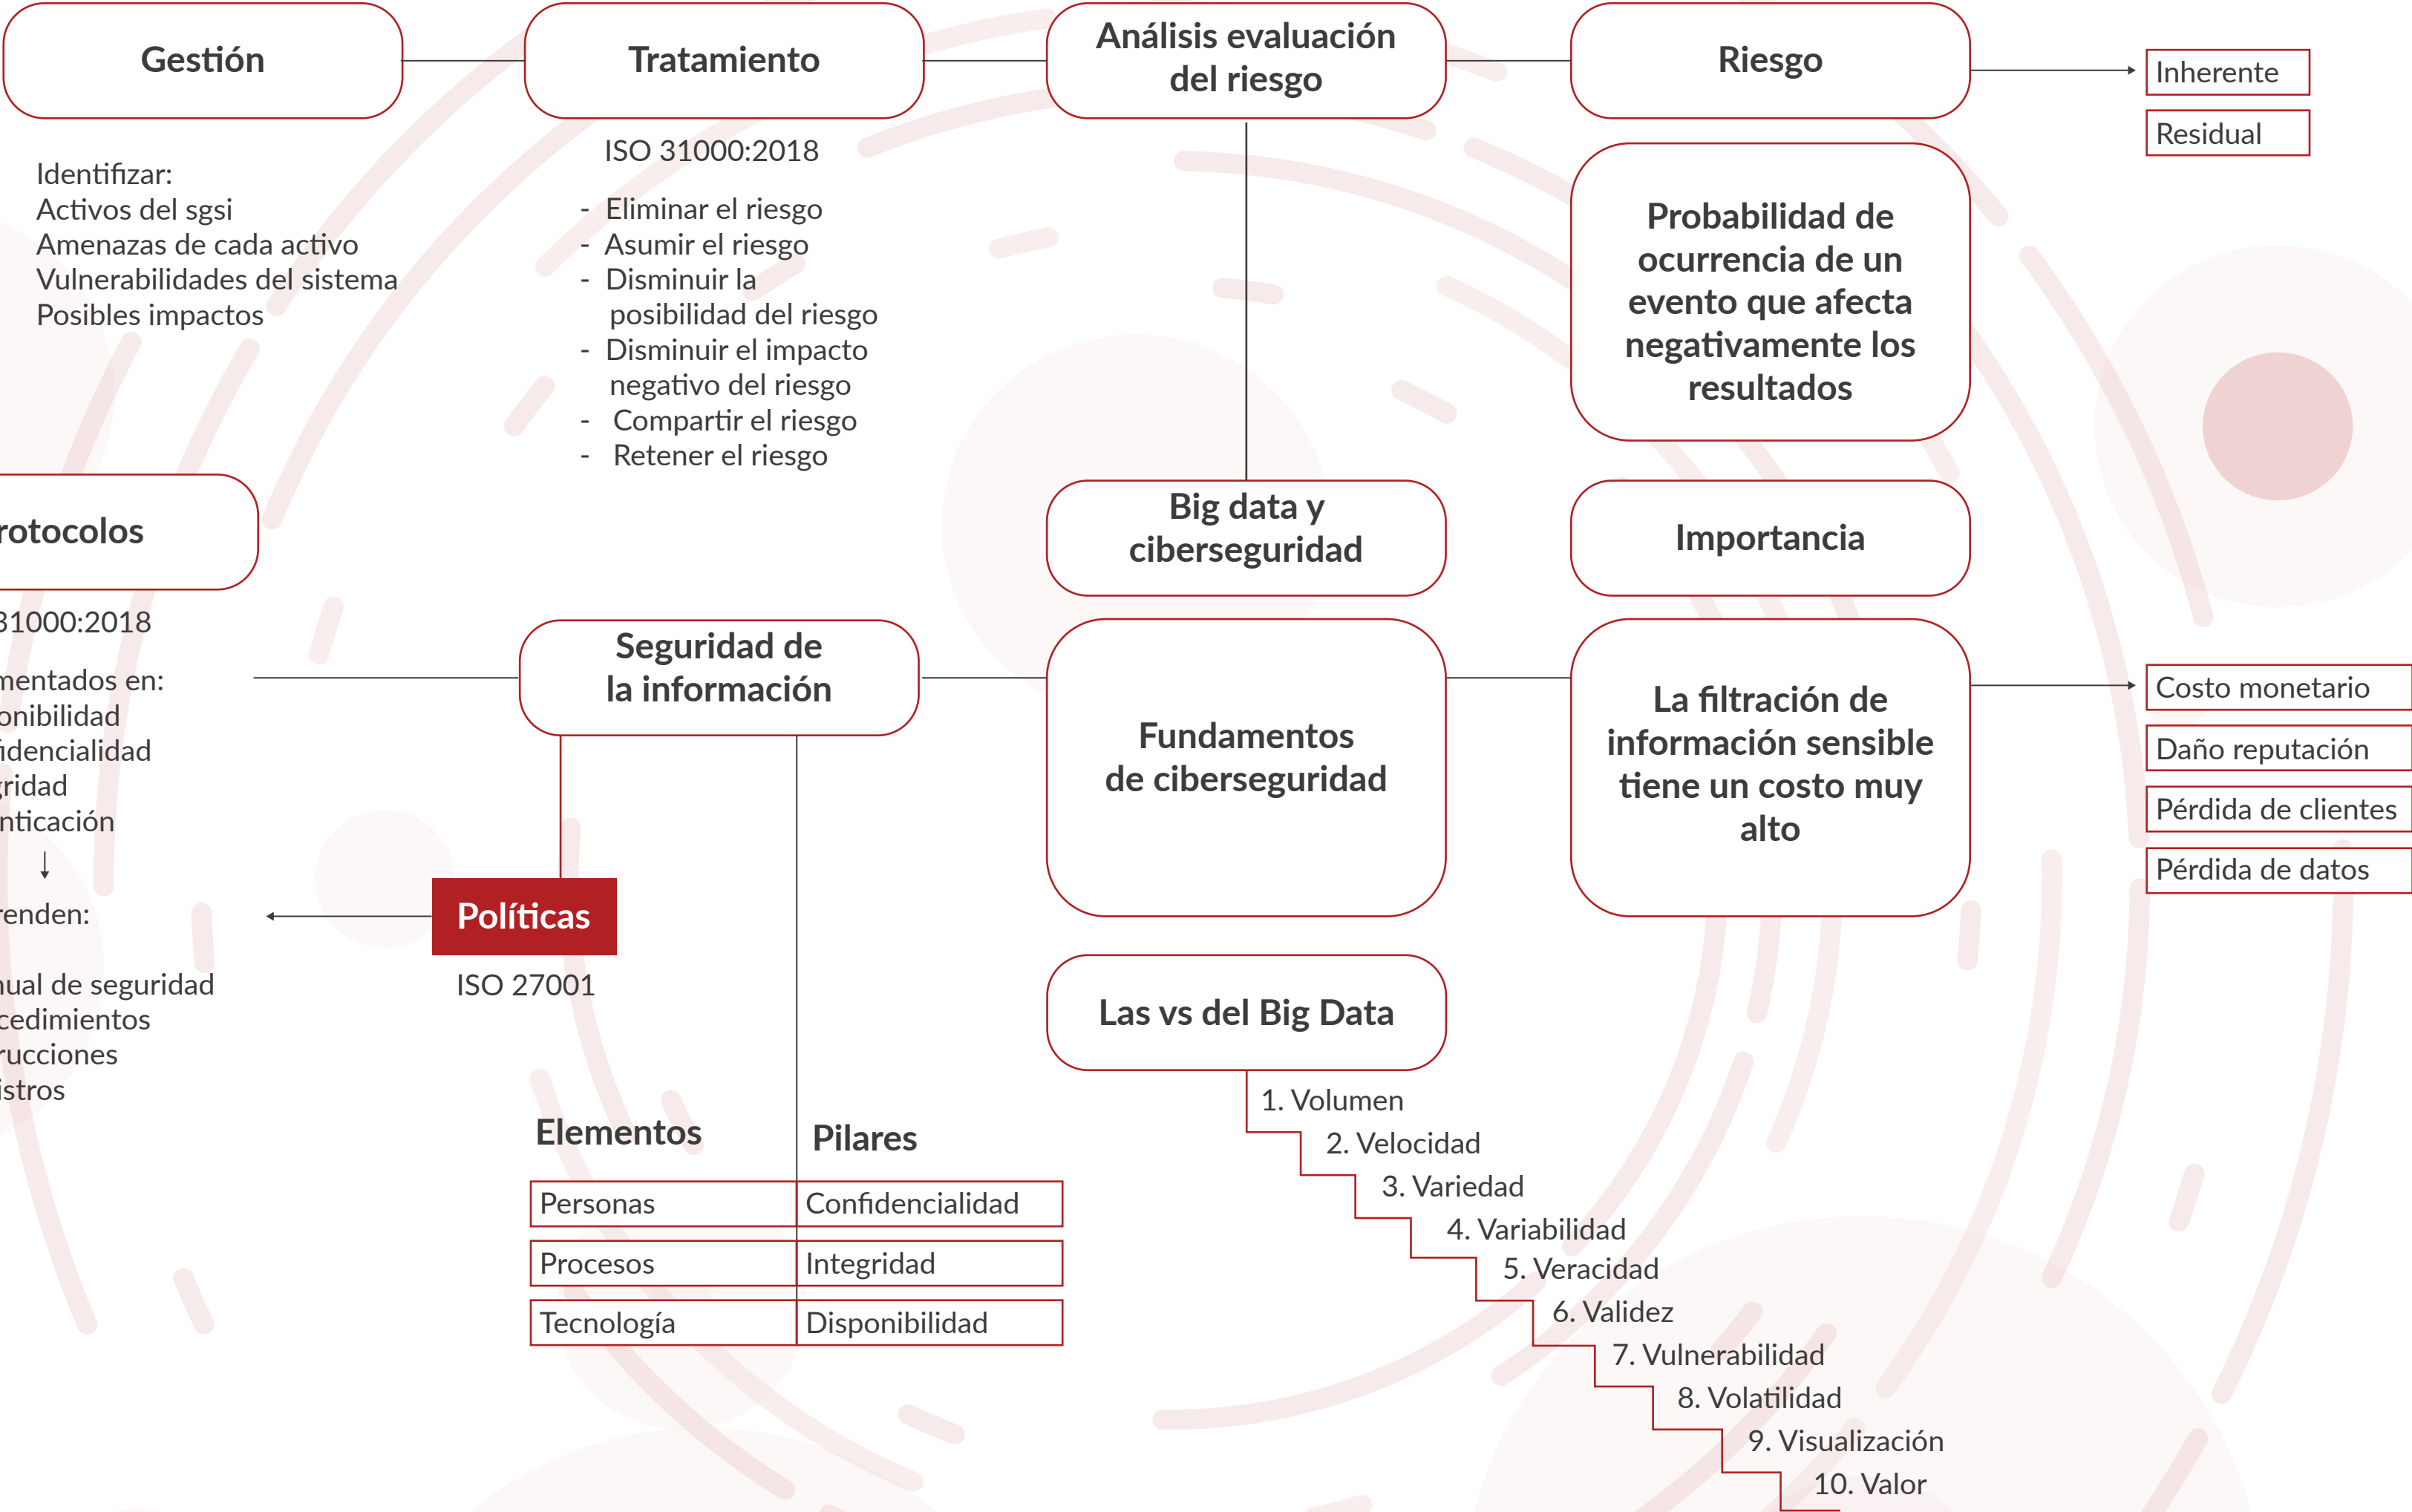 Gestión
Identifizar:
Activos del sgsi
Amenazas de cada activo
Vulnerabilidades del sistema
Posibles impactos
Tratamiento
ISO 31000:2018
- Eliminar el riesgo
- Asumir el riesgo
- Disminuir la
posibilidad del riesgo
- Disminuir el impacto
negativo del riesgo
- Compartir el riesgo
- Retener el riesgo
Análisis evaluación
del riesgo
Riesgo
Inherente
Residual
Probabilidad de
ocurrencia de un
evento que afecta
negativamente los
resultados
rotocolos
31000:2018
mentados en:
onibilidad
fidencialidad
gridad
nticación
renden:
nual de seguridad
cedimientos
rucciones
istros
Big data y
ciberseguridad
Importancia
Seguridad de
la información
Fundamentos
de ciberseguridad
La filtración de
información sensible
tiene un costo muy
alto
Costo monetario
Daño reputación
Pérdida de clientes
Pérdida de datos
Políticas
ISO 27001
Elementos
Personas
Procesos
Tecnología
Pilares
Confidencialidad
Integridad
Disponibilidad
Las vs del Big Data
1. Volumen
2. Velocidad
3. Variedad
4. Variabilidad
5. Veracidad
6. Validez
7. Vulnerabilidad
8. Volatilidad
9. Visualización
10. Valor